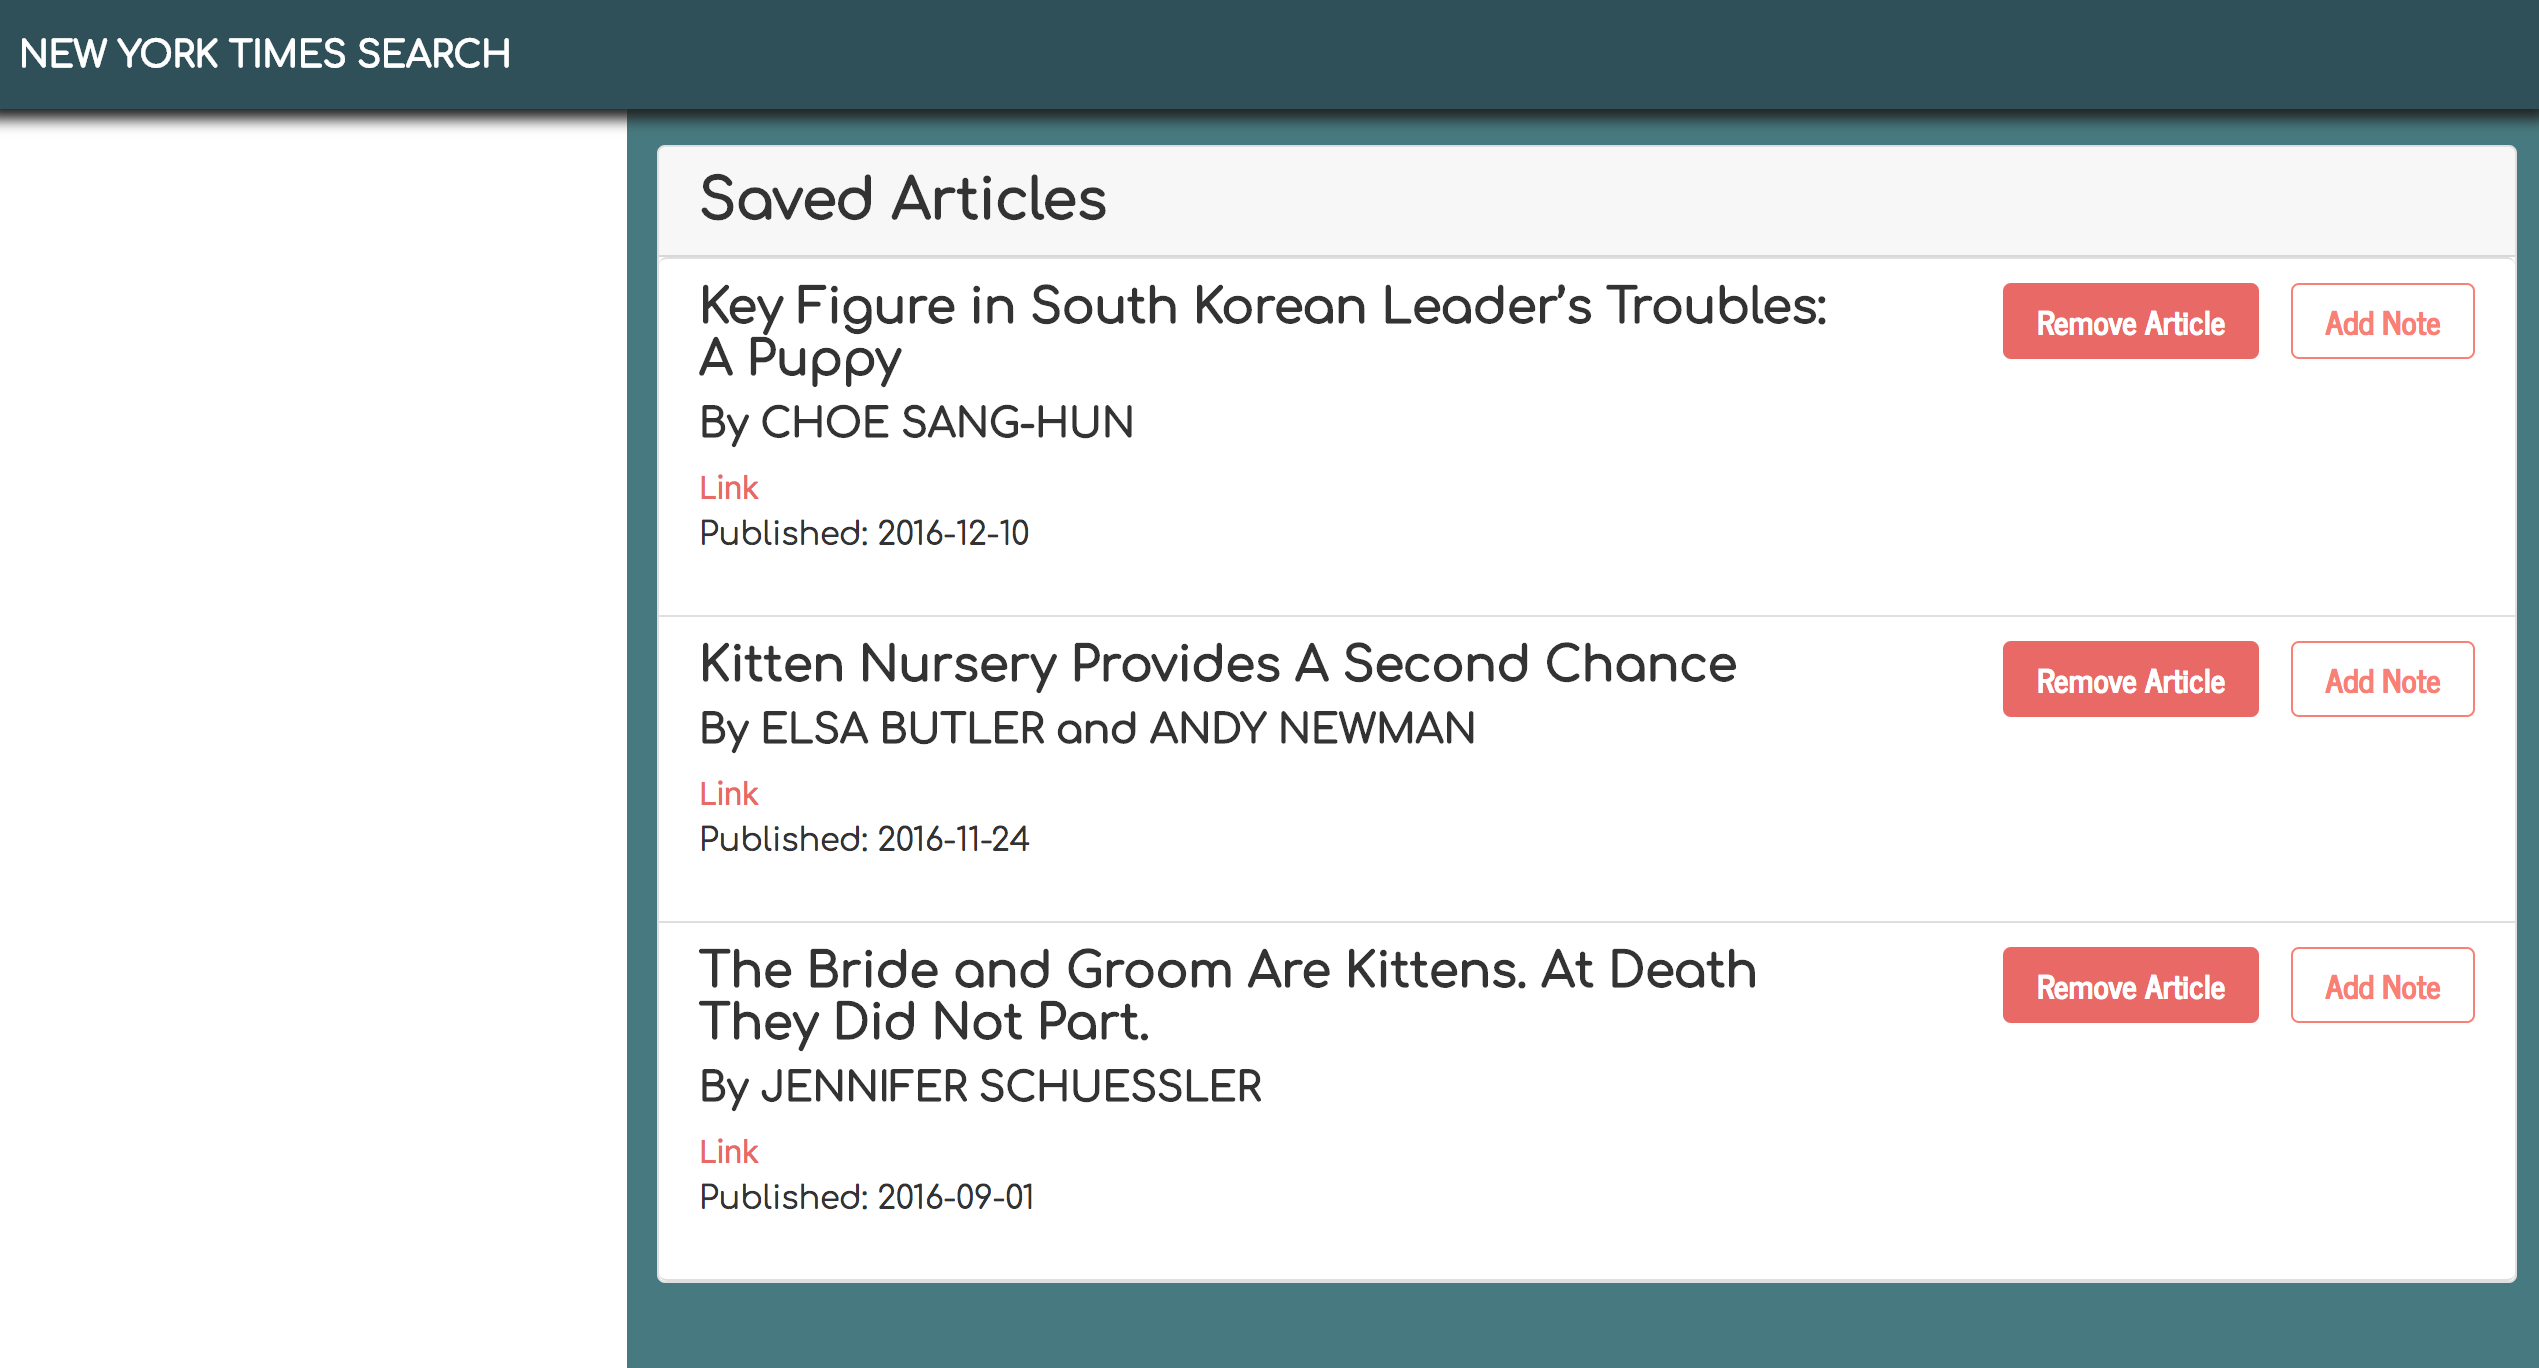 NEW YORK TIMES SEARCH
Saved Articles
Key Figure in South Korean Leader’s Troubles:
A Puppy
Remove Article
Add Note
By CHOE SANG-HUN
Link
Published: 2016-12-10
Kitten Nursery Provides A Second Chance
Remove Article
Add Note
By ELSA BUTLER and ANDY NEWMAN
Link
Published: 2016-11-24
The Bride and Groom Are Kittens. At Death
They Did Not Part.
Remove Article
Add Note
By JENNIFER SCHUESSLER
Link
Published: 2016-09-01